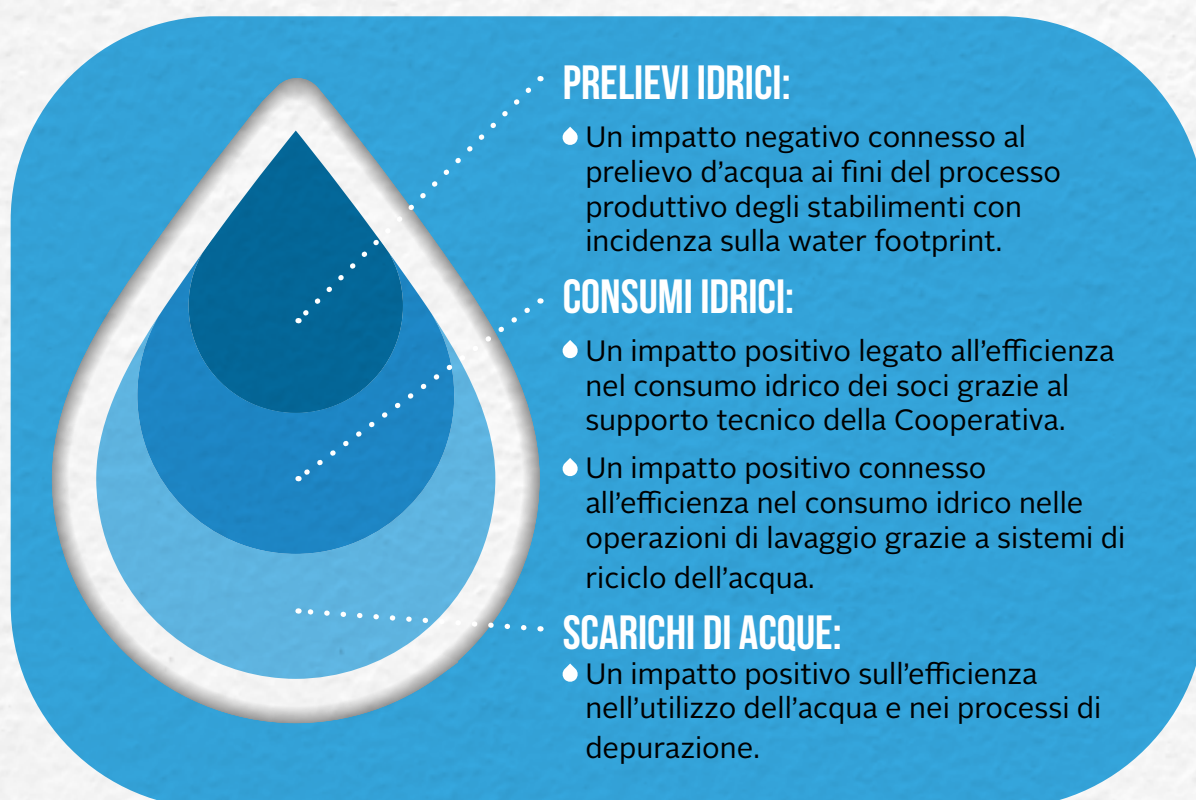 PRELIEVI IDRICI:
Un impatto negativo connesso al
prelievo d’acqua ai fini del processo
produttivo degli stabilimenti con
incidenza sulla water footprint.
CONSUMI IDRICI:
Un impatto positivo legato all’efficienza
nel consumo idrico dei soci grazie al
supporto tecnico della Cooperativa.
Un impatto positivo connesso
all’efficienza nel consumo idrico nelle
operazioni di lavaggio grazie a sistemi di
riciclo dell’acqua.
SCARICHI DI ACQUE:
Un impatto positivo sull’efficienza
nell’utilizzo dell’acqua e nei processi di
depurazione.